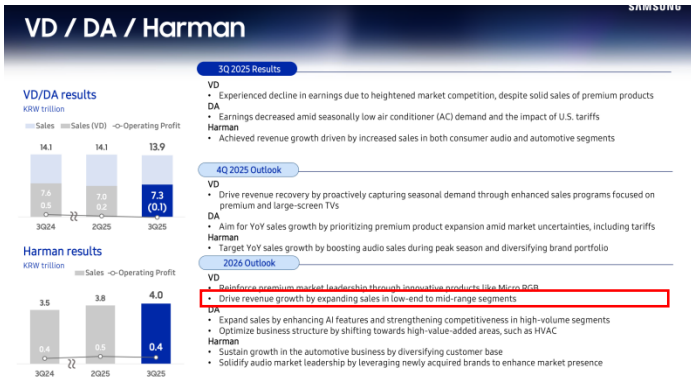 SAMSUNG
VD / DA / Harman
VD/DA results
KRW trillion
Sales Sales (VD) Operating Profit
14.1 14.1 13.9
7.6 7.0 7.3
0.5 0.2 (0.1)
3Q24 2Q25 3Q25
Harman results
KRW trillion
Sales Operating Profit
3.5 3.8 4.0
0.4 0.5 0.4
3Q24 2Q25 3Q25
3Q 2025 Results
VD
• Experienced decline in earnings due to heightened market competition, despite solid sales of premium products
DA
• Earnings decreased amid seasonally low air conditioner (AC) demand and the impact of U.S. tariffs
Harman
• Achieved revenue growth driven by increased sales in both consumer audio and automotive segments
4Q 2025 Outlook
VD
• Drive revenue recovery by proactively capturing seasonal demand through enhanced sales programs focused on
premium and large-screen TVs
DA
• Aim for YoY sales growth by prioritizing premium product expansion amid market uncertainties, including tariffs
Harman
• Target YoY sales growth by boosting audio sales during peak season and diversifying brand portfolio
2026 Outlook
VD
• Reinforce premium market leadership through innovative products like Micro RGB
• Drive revenue growth by expanding sales in low-end to mid-range segments
DA
• Expand sales by enhancing AI features and strengthening competitiveness in high-volume segments
• Optimize business structure by shifting towards high-value-added areas, such as HVAC
Harman
• Sustain growth in the automotive business by diversifying customer base
• Solidify audio market leadership by leveraging newly acquired brands to enhance market presence